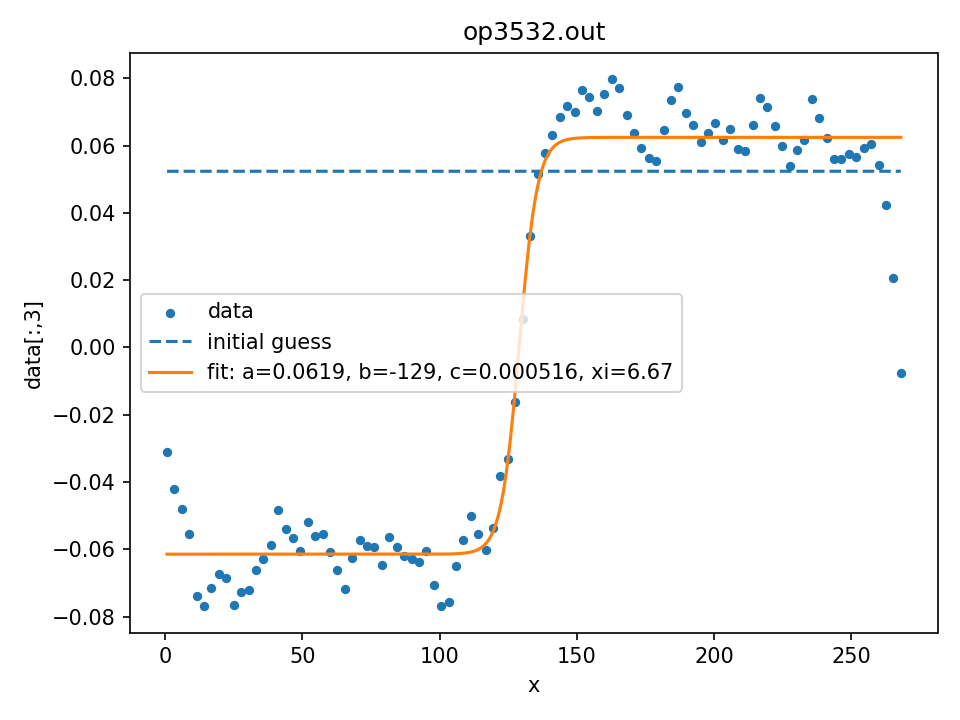 op3532.out
data[:,3]
0.08
0.06
0.04
0.02
0.00
−0.02
−0.04
−0.06
−0.08
data
initial guess
fit: a=0.0619, b=-129, c=0.000516, xi=6.67
0 50 100 150 200 250
x